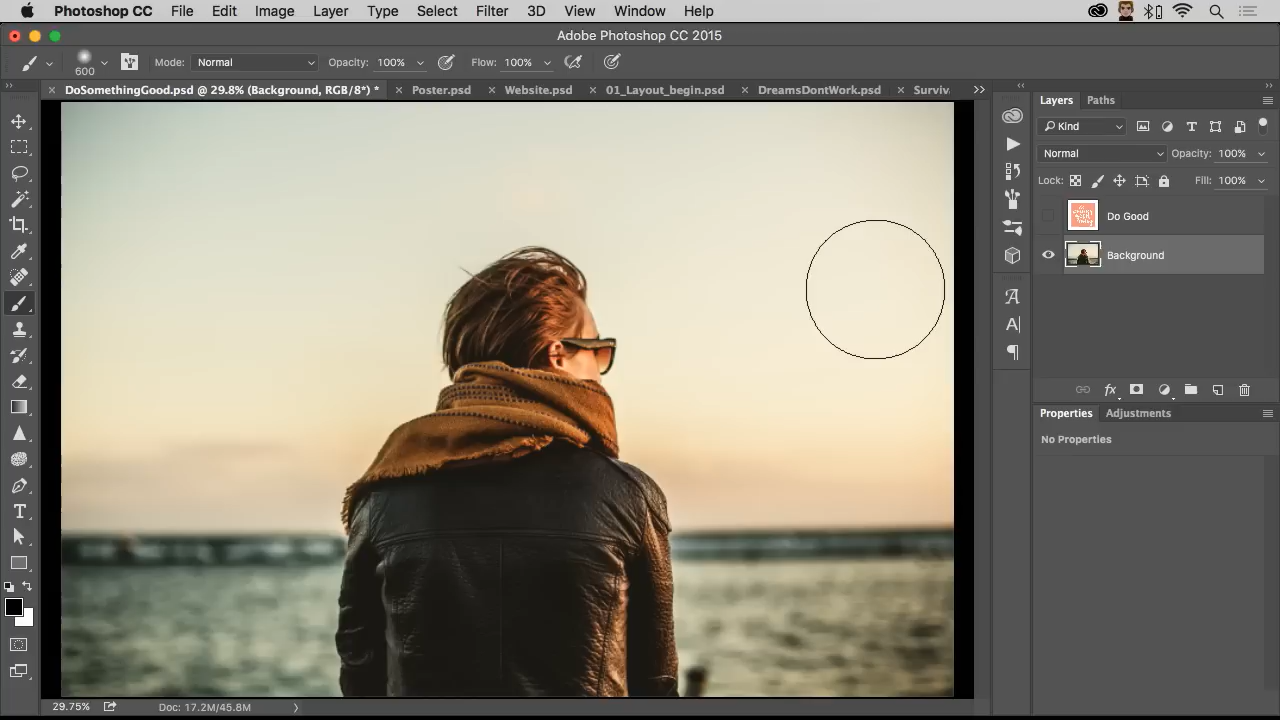 Photoshop CC File Edit Image Layer Type Select Filter 3D View Window Help
Adobe Photoshop CC 2015
600 Mode: Normal Opacity: 100% Flow: 100%
DoSomethingGood.psd @ 29.8% (Background, RGB/8*) * Poster.psd Website.psd 01_Layout_begin.psd DreamsDontWork.psd Surviv
Layers Paths
Kind
Normal Opacity: 100%
Lock: Fill: 100%
Do Good
Background
Properties Adjustments
No Properties
29.75% Doc: 17.2M/45.8M